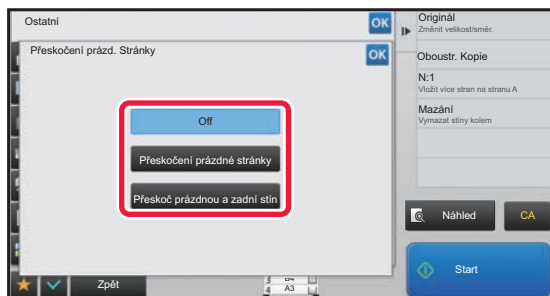 Ostatní
OK
Přeskočení prázd. Stránky
OK
Off
Přeskočení prázdné stránky
Přeskoč prázdnou a zadní stín
Zpět
B4
A3
Originál
Změnit velikost/směr.
Oboustr. Kopie
N:1
Vložit více stran na stranu A
Mazání
Vymazat stíny kolem
Náhled
CA
Start